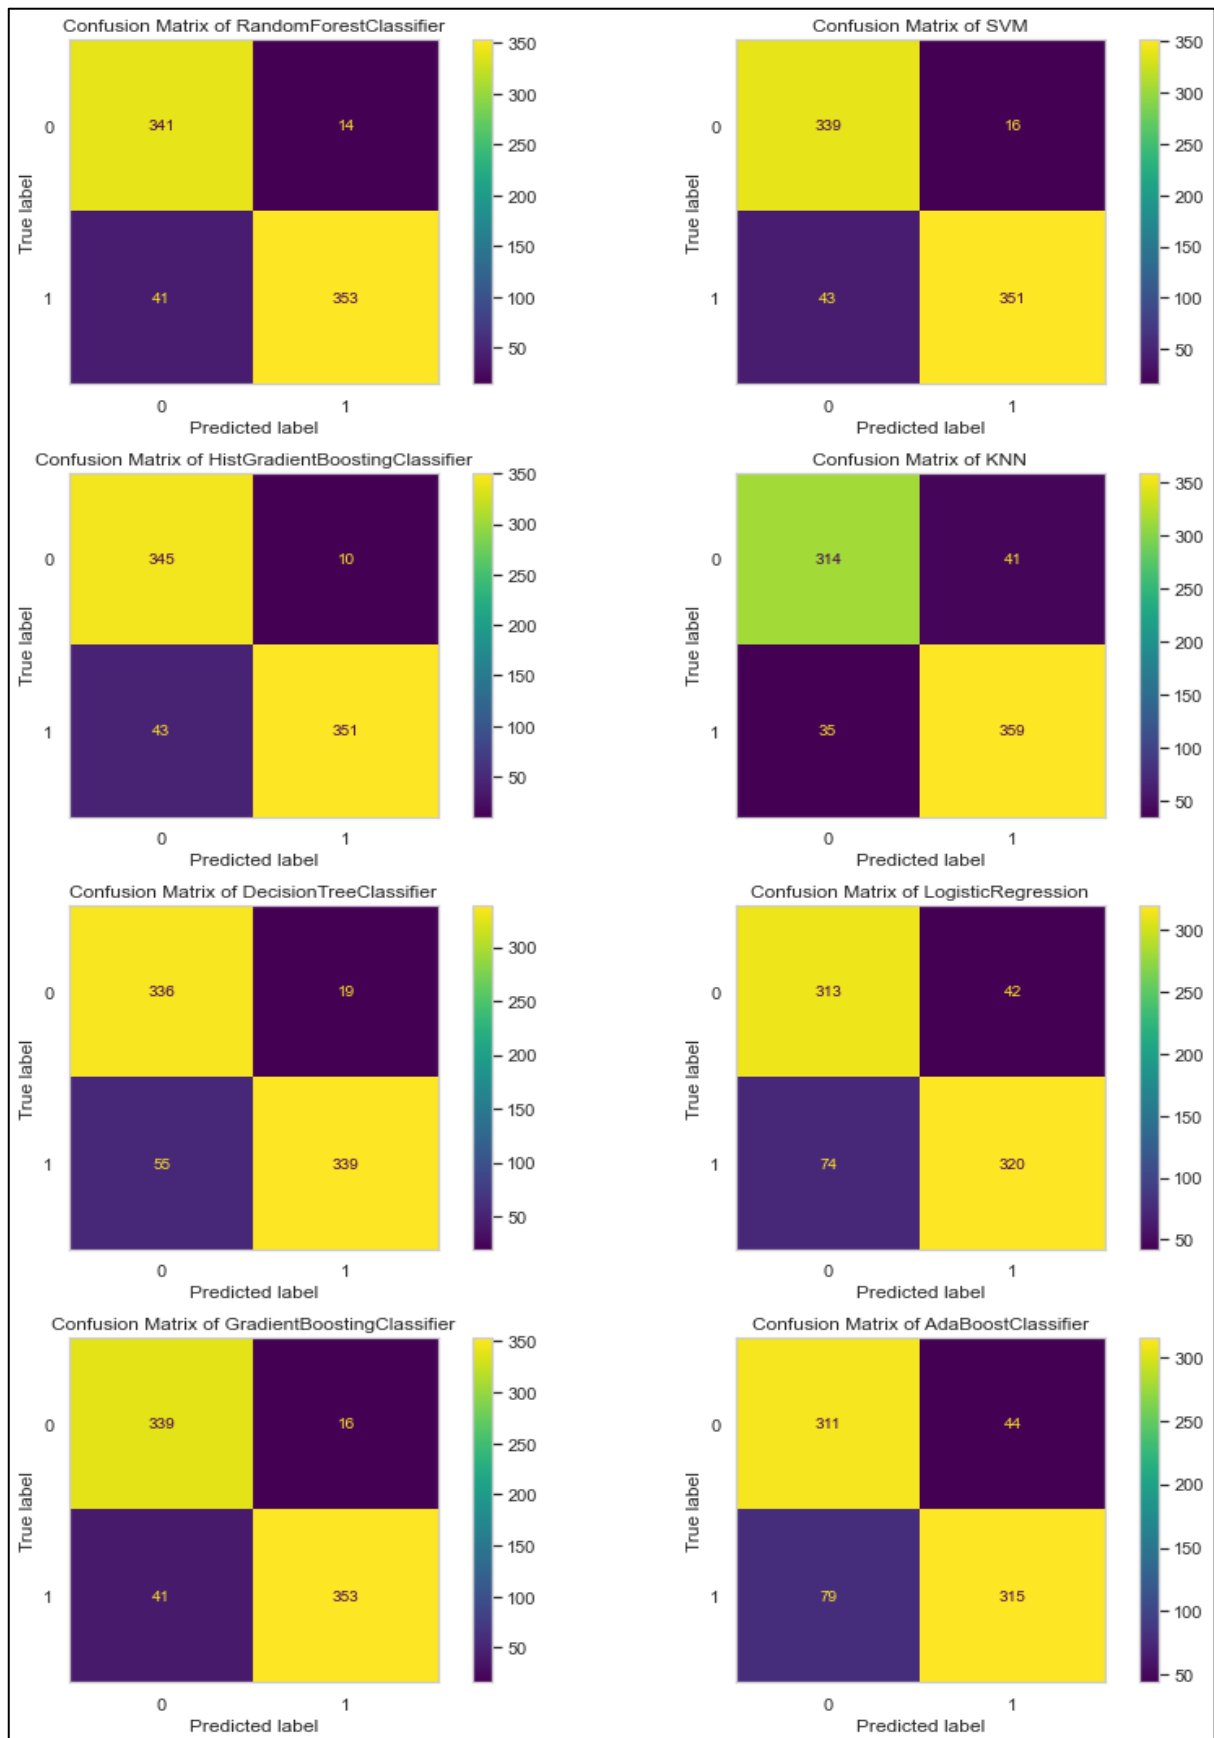 Confusion Matrix of RandomForestClassifier
0 341 14
1 41 353
True label
0 1
Predicted label
350
300
250
200
150
100
50
Confusion Matrix of SVM
0 339 16
1 43 351
True label
0 1
Predicted label
350
300
250
200
150
100
50
Confusion Matrix of HistGradientBoostingClassifier
0 345 10
1 43 351
True label
0 1
Predicted label
350
300
250
200
150
100
50
Confusion Matrix of KNN
0 314 41
1 35 359
True label
0 1
Predicted label
350
300
250
200
150
100
50
Confusion Matrix of DecisionTreeClassifier
0 336 19
1 55 339
True label
0 1
Predicted label
300
250
200
150
100
50
Confusion Matrix of LogisticRegression
0 313 42
1 74 320
True label
0 1
Predicted label
300
250
200
150
100
50
Confusion Matrix of GradientBoostingClassifier
0 339 16
1 41 353
True label
0 1
Predicted label
350
300
250
200
150
100
50
Confusion Matrix of AdaBoostClassifier
0 311 44
1 79 315
True label
0 1
Predicted label
300
250
200
150
100
50